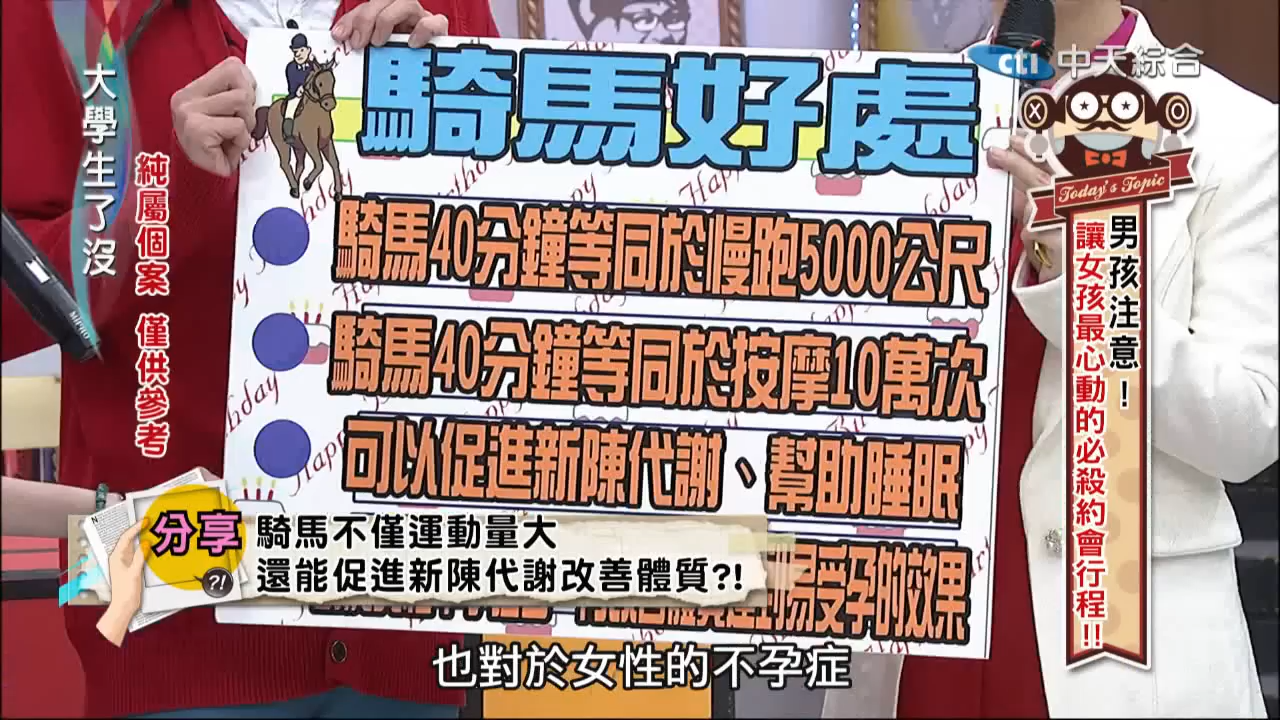 cti 中天綜合
大學生了沒
純屬個案 僅供參考
騎馬好處
騎馬40分鐘等同於慢跑5000公尺
騎馬40分鐘等同於按摩10萬次
可以促進新陳代謝、幫助睡眠
易受孕的效果
Today's Topic
男孩注意！
讓女孩最心動的必殺約會行程!!
MIPRO
分享
?!
騎馬不僅運動量大
還能促進新陳代謝改善體質?!
也對於女性的不孕症